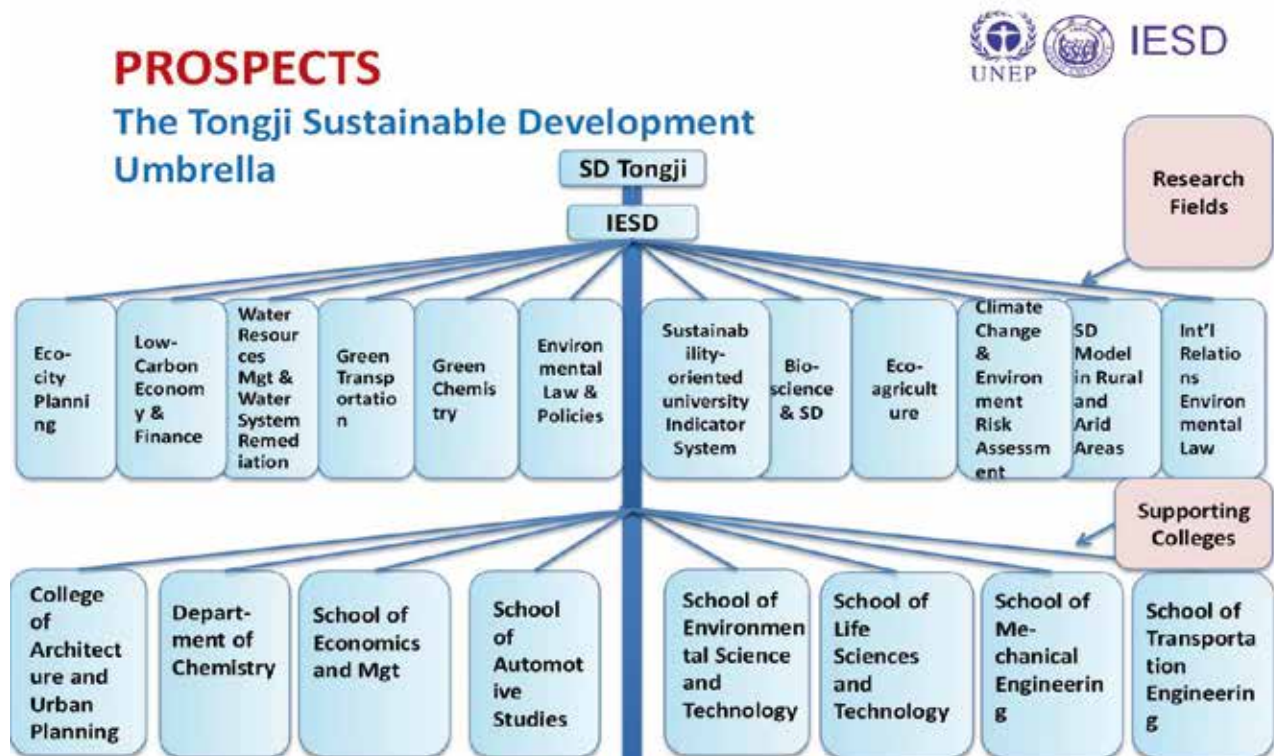 PROSPECTS
The Tongji Sustainable Development
Umbrella
UNEP
IESD
SD Tongji
IESD
Research
Fields
Eco-
city
Planni
ng
Low-
Carbon
Econom
y &
Finance
Water
Resour
ces
Mgt &
Water
System
Remed
iation
Green
Transp
ortatio
n
Green
Chemis
try
Environ
mental
Law &
Policies
Sustainab
ility-
oriented
university
Indicator
System
Bio-
science
& SD
Eco-
agricult
ure
Climate
Change
&
Environ
ment
Risk
Assessm
ent
SD
Model
in Rural
and
Arid
Areas
Int'l
Relatio
ns
Environ
mental
Law
Supporting
Colleges
College
of
Architect
ure and
Urban
Planning
Depart-
ment of
Chemistry
School of
Economics
and Mgt
School
of
Automot
ive
Studies
School of
Environmen
tal Science
and
Technology
School of
Life
Sciences
and
Technology
School of
Me-
chanical
Engineerin
g
School of
Transporta
tion
Engineerin
g